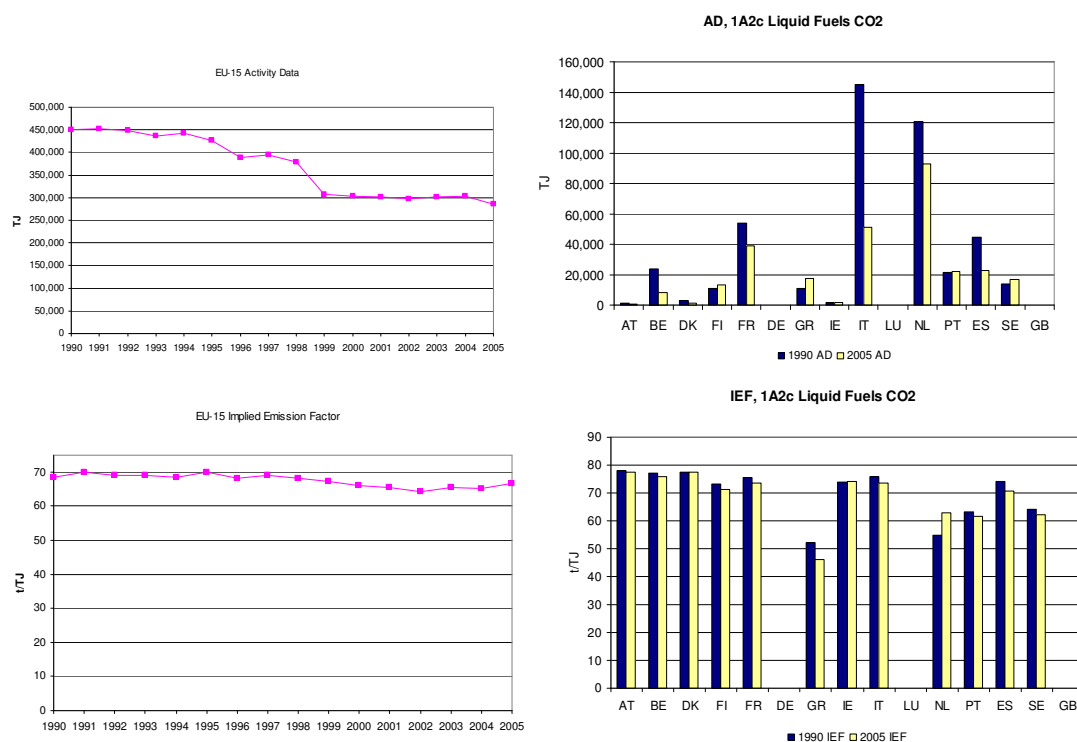 EU-15 Activity Data
500,000
450,000
400,000
350,000
300,000
250,000
200,000
150,000
100,000
50,000
0
TJ
1990 1991 1992 1993 1994 1995 1996 1997 1998 1999 2000 2001 2002 2003 2004 2005
AD, 1A2c Liquid Fuels CO2
160,000
140,000
120,000
100,000
80,000
60,000
40,000
20,000
0
TJ
AT BE DK FI FR DE GR IE IT LU NL PT ES SE GB
1990 AD 2005 AD
EU-15 Implied Emission Factor
70
60
50
40
30
20
10
0
t/TJ
1990 1991 1992 1993 1994 1995 1996 1997 1998 1999 2000 2001 2002 2003 2004 2005
IEF, 1A2c Liquid Fuels CO2
90
80
70
60
50
40
30
20
10
0
t/TJ
AT BE DK FI FR DE GR IE IT LU NL PT ES SE GB
1990 IEF 2005 IEF